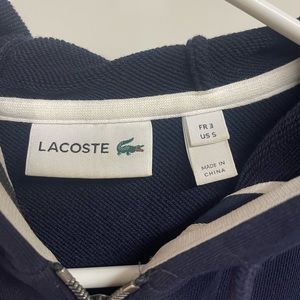 LACOSTE
FR 3
US S
MADE IN
CHINA